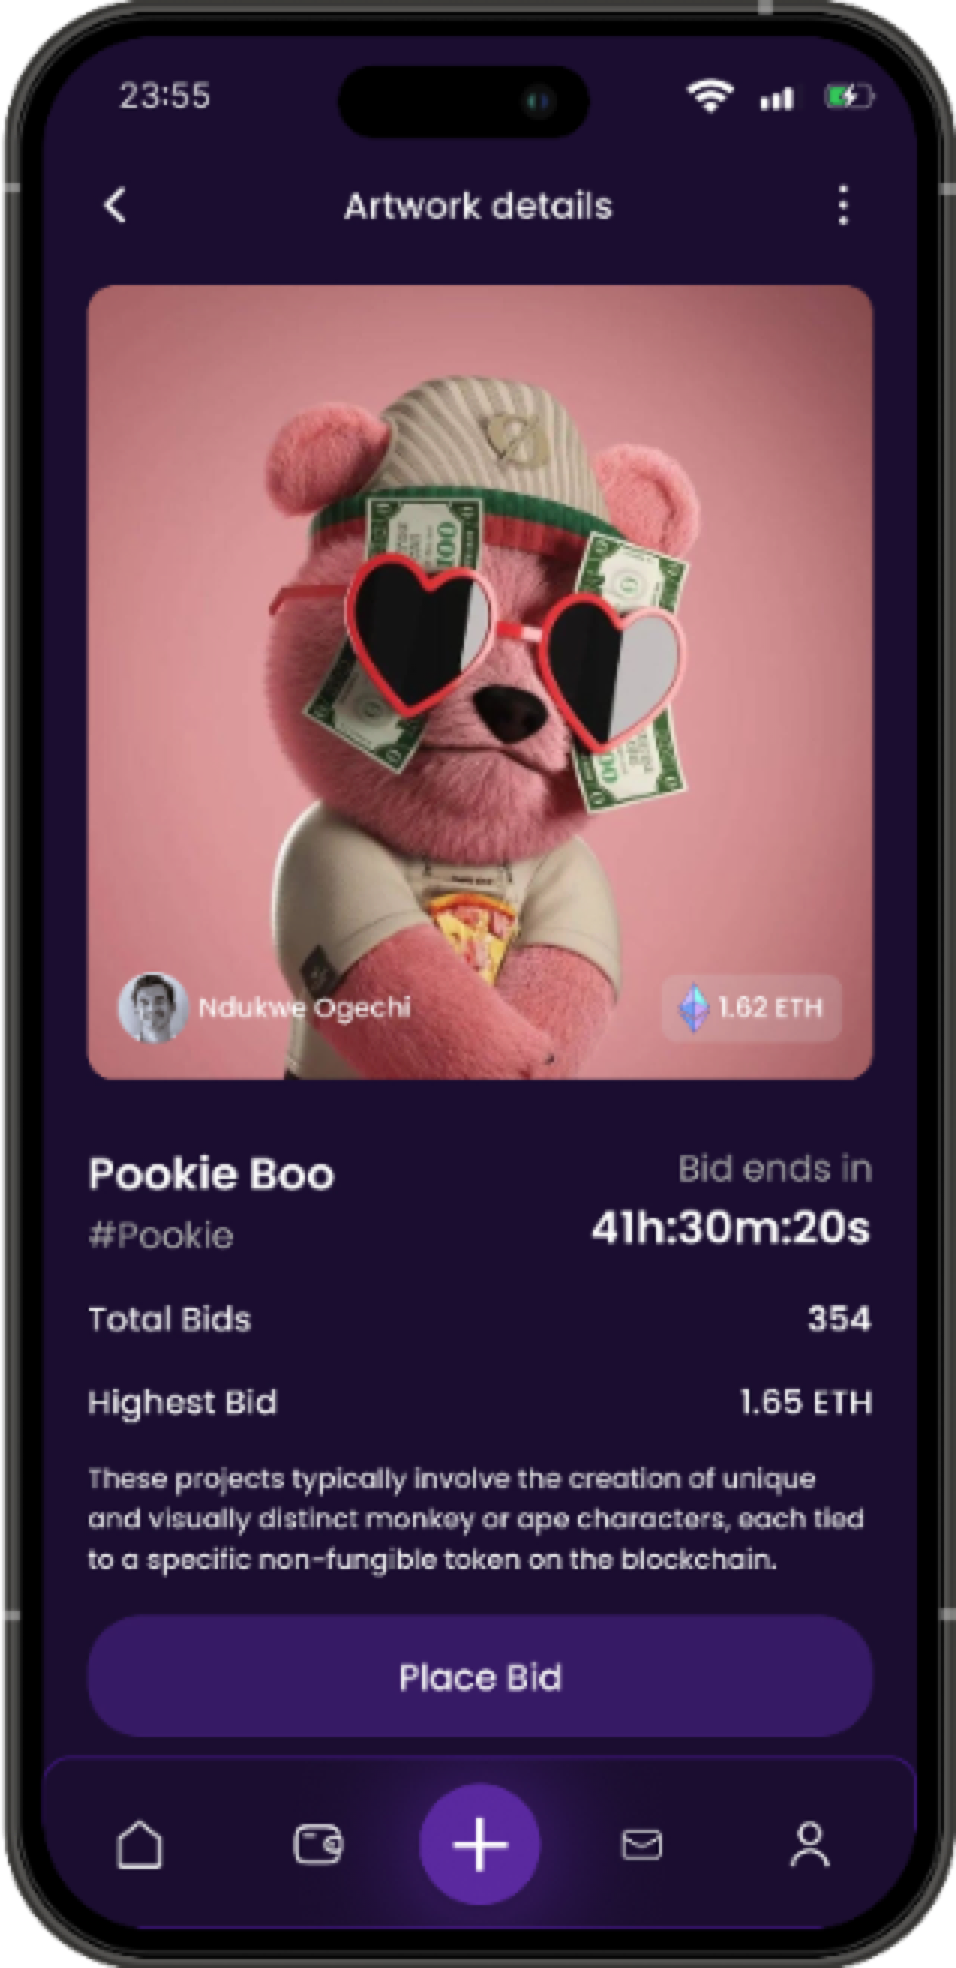 23:55
Artwork details
Ndukwe Ogechi
1.62 ETH
Pookie Boo
Bid ends in
#Pookie
41h:30m:20s
Total Bids
354
Highest Bid
1.65 ETH
These projects typically involve the creation of unique
and visually distinct monkey or ape characters, each tied
to a specific non-fungible token on the blockchain.
Place Bid